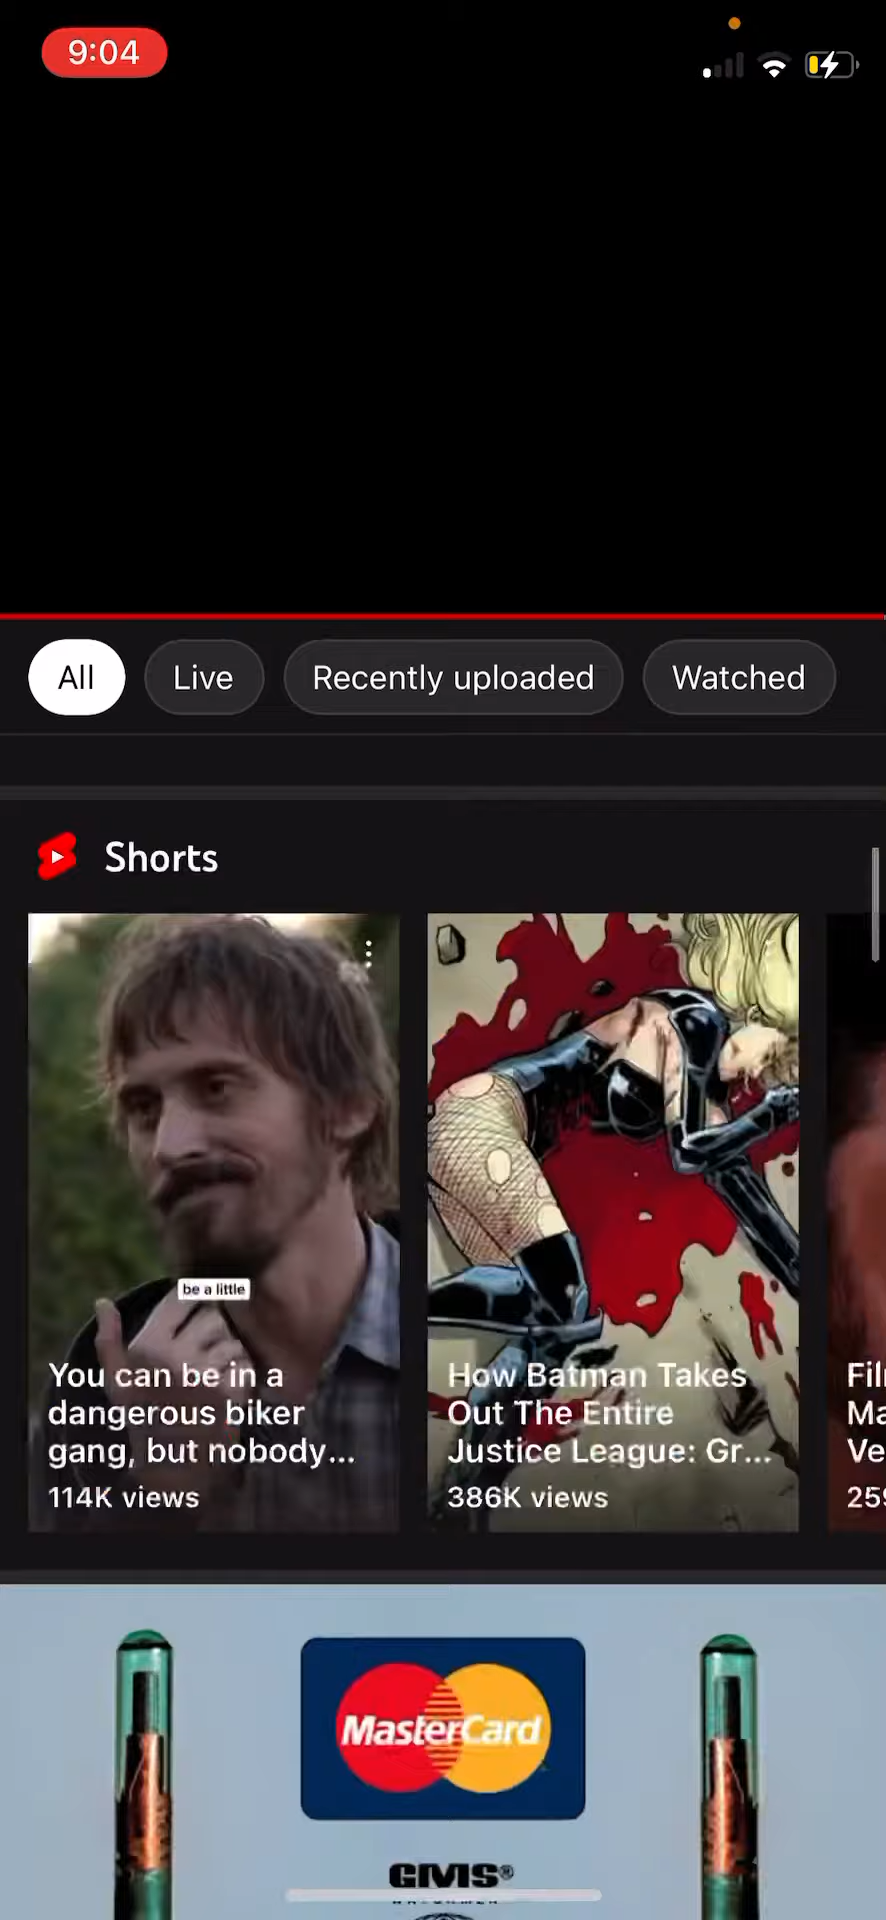 9:04
All
Live
Recently uploaded
Watched
Shorts
be a little
You can be in a
dangerous biker
gang, but nobody...
114K views
How Batman Takes
Out The Entire
Justice League: Gr...
386K views
MasterCard
GMS®